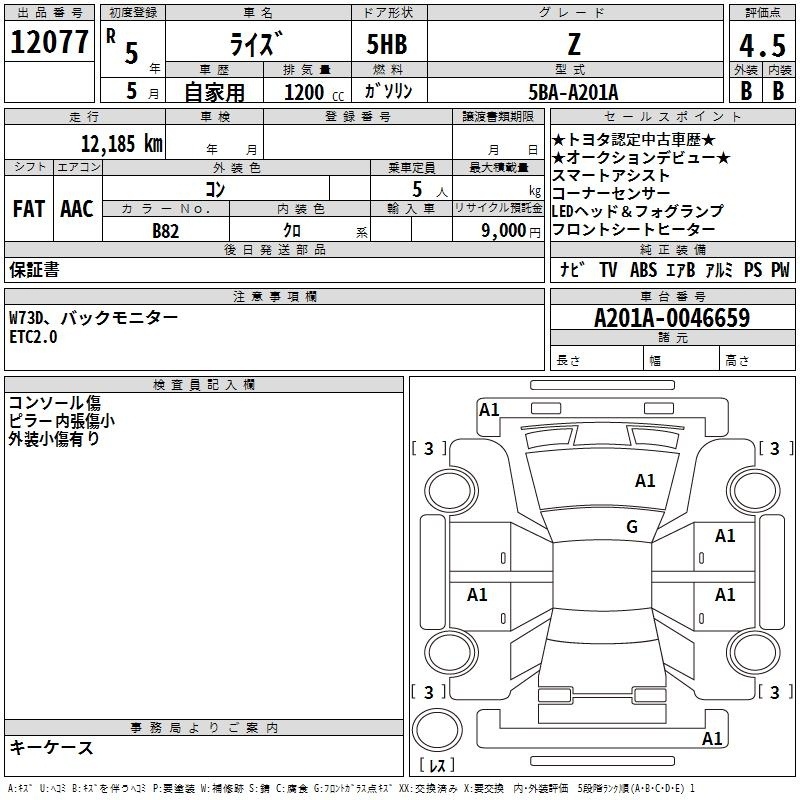 出品番号
12077
初度登録
R 5 年
5 月
車名
ライズ
ドア形状
5HB
グレード
Z
評価点
4.5
車歴
自家用
排気量
1200 CC
燃料
ガソリン
型式
5BA-A201A
外装 内装
B B
走行
12,185 km
車検
年 月
登録番号
譲渡書類期限
月 日
シフト
FAT
エアコン
AAC
外装色
コン
乗車定員
5 人
最大積載量
kg
カラーNo.
B82
内装色
クロ 系
輸入車
リサイクル預託金
9,000 円
後日発送部品
保証書
セールスポイント
★トヨタ認定中古車歴★
★オークションデビュー★
スマートアシスト
コーナーセンサー
LEDヘッド＆フォグランプ
フロントシートヒーター
純正装備
ナビ TV ABS エアB アルミ PS PW
注意事項欄
W73D、バックモニター
ETC2.0
車台番号
A201A-0046659
諸元
長さ 幅 高さ
検査員記入欄
コンソール傷
ピラー内張傷小
外装小傷有り
事務局よりご案内
キーケース
A1
[ 3 ] [ 3 ]
A1
G
A1
A1
[ 3 ] [ 3 ]
A1
[ レス ]
A:キズ U:ヘコミ B:キズを伴うヘコミ P:要塗装 W:補修跡 S:錆 C:腐食 G:フロントガラス点キズ XX:交換済み X:要交換 内・外装評価 5段階ランク順(A・B・C・D・E) 1